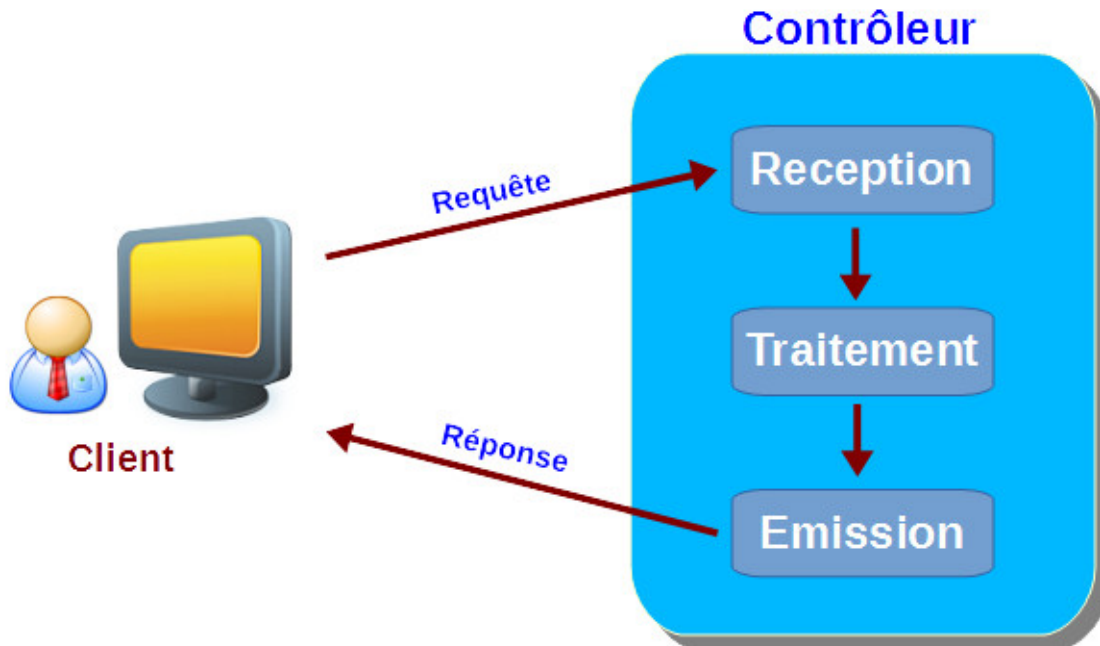 Contrôleur
Reception
Requête
Traitement
Réponse
Client
Emission